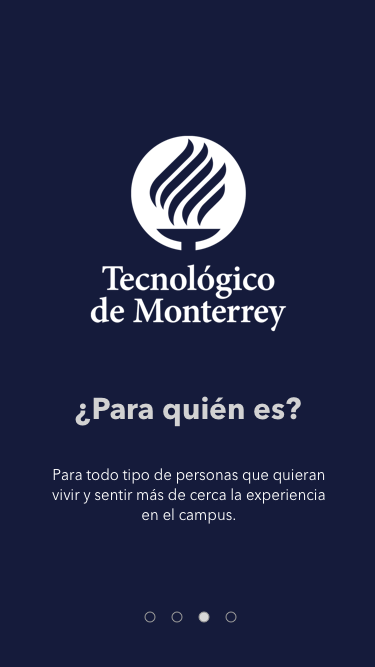 Tecnológico
de Monterrey
¿Para quién es?
Para todo tipo de personas que quieran
vivir y sentir más de cerca la experiencia
en el campus.